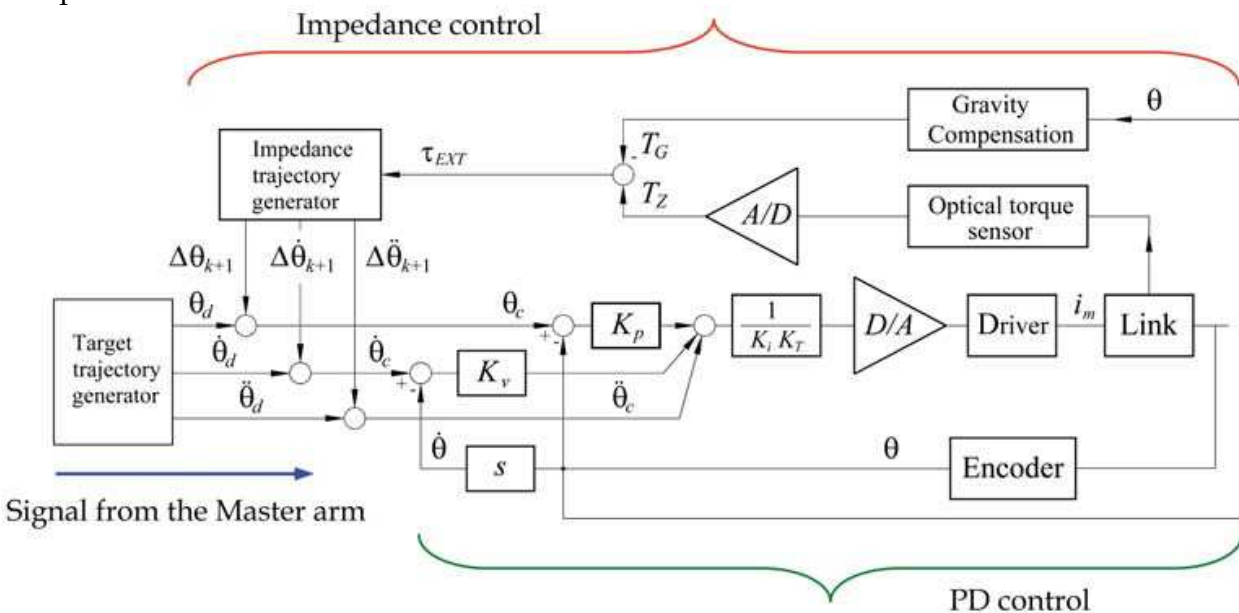 Impedance control
Gravity
Compensation
θ
Impedance
trajectory
generator
τEXT
TG
-
TZ
A/D
Optical torque
sensor
Δθk+1
Δθ̇k+1
Δθ̈k+1
Target
trajectory
generator
θd
θ̇d
θ̈d
θc
θ̇c
θ̈c
+ -
Kp
+ -
Kv
1
Ki KT
D/A
Driver
im
Link
θ̇
s
θ
Encoder
Signal from the Master arm
PD control